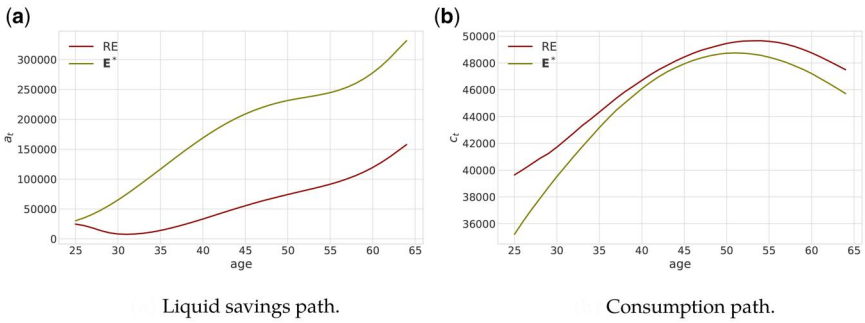 (a)
RE
E*
300000
250000
200000
150000
100000
50000
0
a_t
25 30 35 40 45 50 55 60 65
age
Liquid savings path.
(b)
RE
E*
50000
48000
46000
44000
42000
40000
38000
36000
c_t
25 30 35 40 45 50 55 60 65
age
Consumption path.